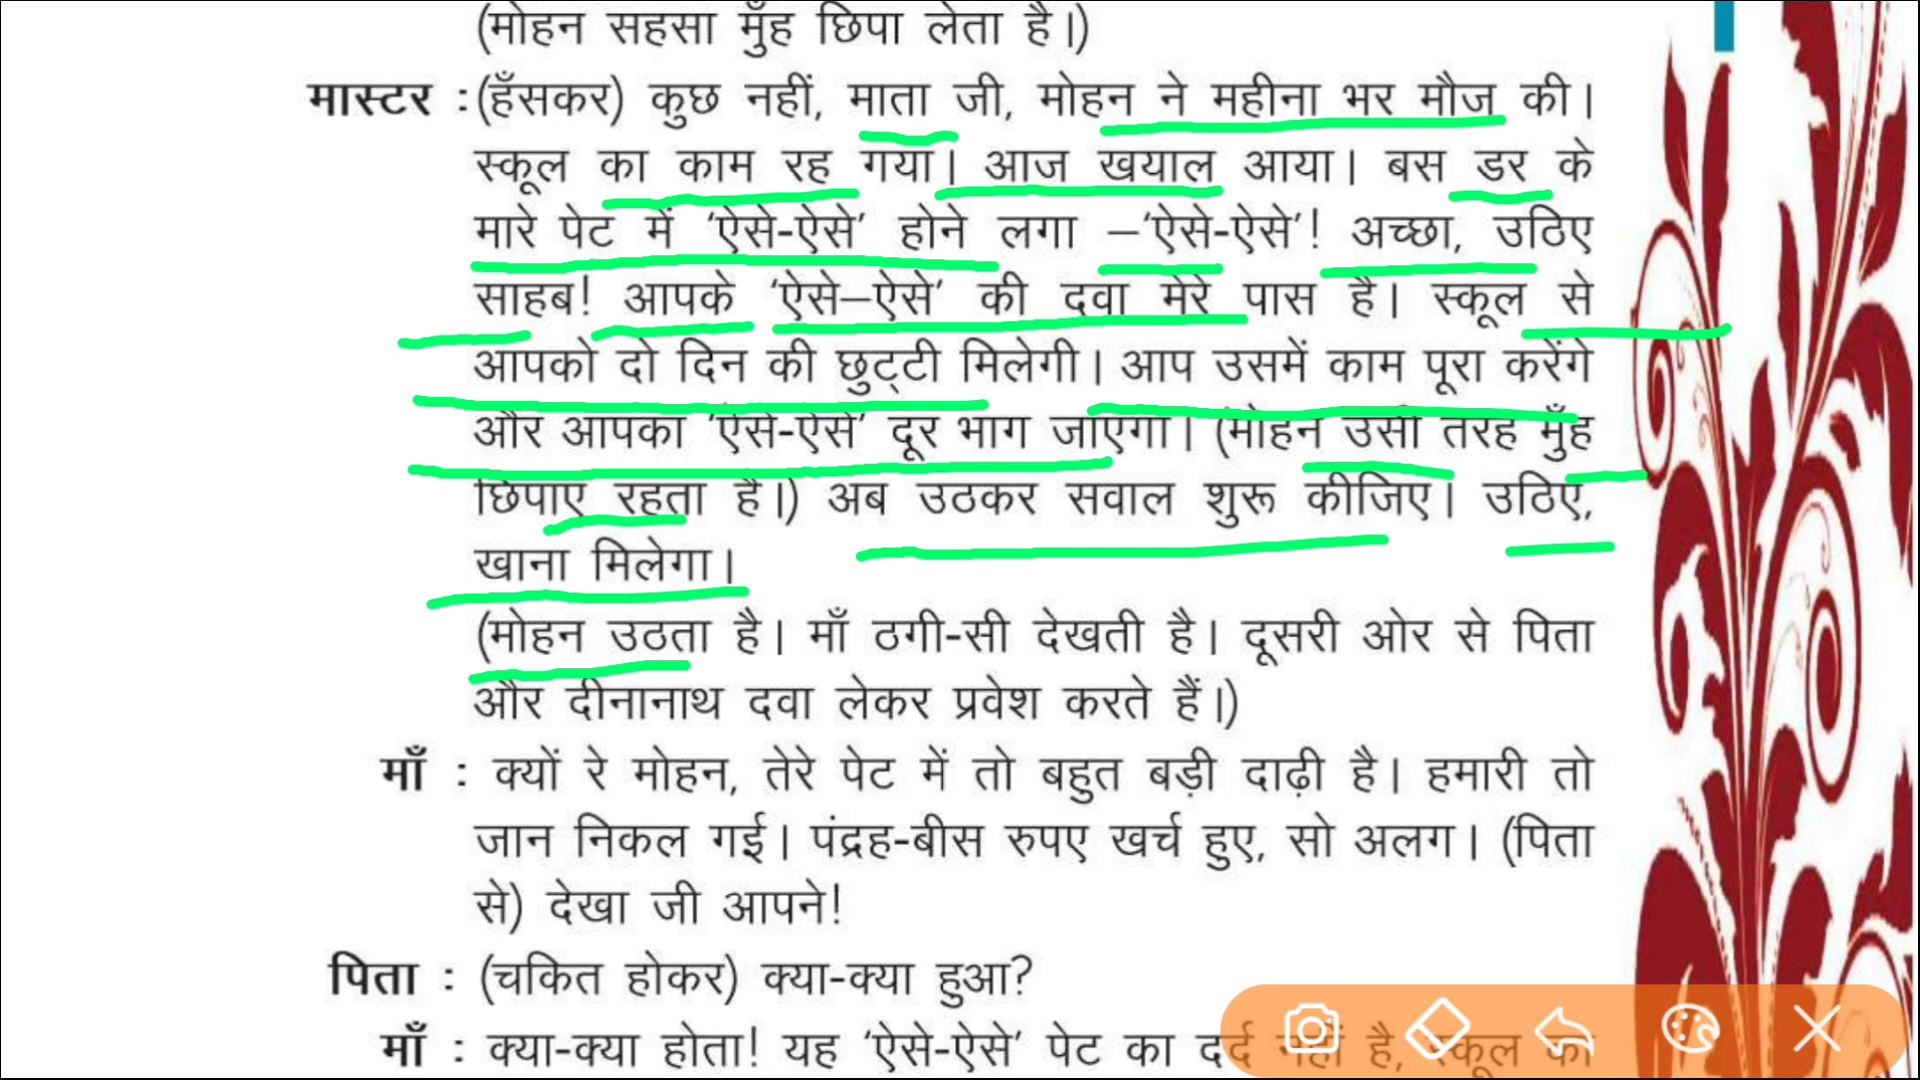 (मोहन सहसा मुँह छिपा लेता है।)
मास्टर : (हँसकर) कुछ नहीं, माता जी, मोहन ने महीना भर मौज की।
स्कूल का काम रह गया। आज खयाल आया। बस डर के
मारे पेट में ‘ऐसे-ऐसे’ होने लगा –‘ऐसे-ऐसे’! अच्छा, उठिए
साहब! आपके ‘ऐसे–ऐसे’ की दवा मेरे पास है। स्कूल से
आपको दो दिन की छुट्टी मिलेगी। आप उसमें काम पूरा करेंगे
और आपका ‘ऐसे-ऐसे’ दूर भाग जाएगा। (मोहन उसी तरह मुँह
छिपाए रहता है।) अब उठकर सवाल शुरू कीजिए। उठिए,
खाना मिलेगा।
(मोहन उठता है। माँ ठगी-सी देखती है। दूसरी ओर से पिता
और दीनानाथ दवा लेकर प्रवेश करते हैं।)
माँ : क्यों रे मोहन, तेरे पेट में तो बहुत बड़ी दाढ़ी है। हमारी तो
जान निकल गई। पंद्रह-बीस रुपए खर्च हुए, सो अलग। (पिता
से) देखा जी आपने!
पिता : (चकित होकर) क्या-क्या हुआ?
माँ : क्या-क्या होता! यह ‘ऐसे-ऐसे’ पेट का दर्द नहीं है, स्कूल का